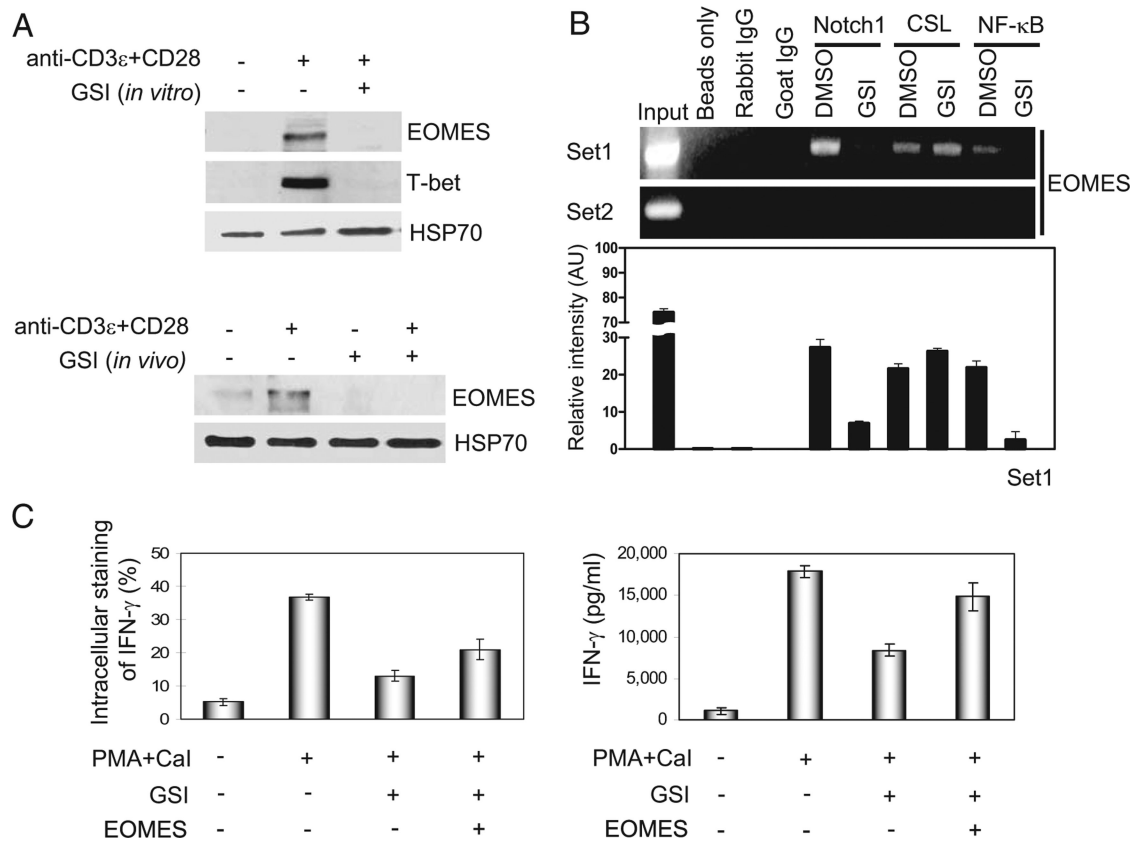 A
anti-CD3ε+CD28 - + +
GSI (in vitro) - - +
EOMES
T-bet
HSP70
anti-CD3ε+CD28 - + - +
GSI (in vivo) - - + +
EOMES
HSP70
B
Notch1 CSL NF-κB
Input Beads only Rabbit IgG Goat IgG DMSO GSI DMSO GSI DMSO GSI
Set1
Set2
EOMES
Relative intensity (AU)
100
90
80
70
30
20
10
0
Set1
C
Intracellular staining
of IFN-γ (%)
50
40
30
20
10
0
PMA+CaI - + + +
GSI - - + +
EOMES - - - +
IFN-γ (pg/ml)
20,000
15,000
10,000
5,000
0
PMA+CaI - + + +
GSI - - + +
EOMES - - - +